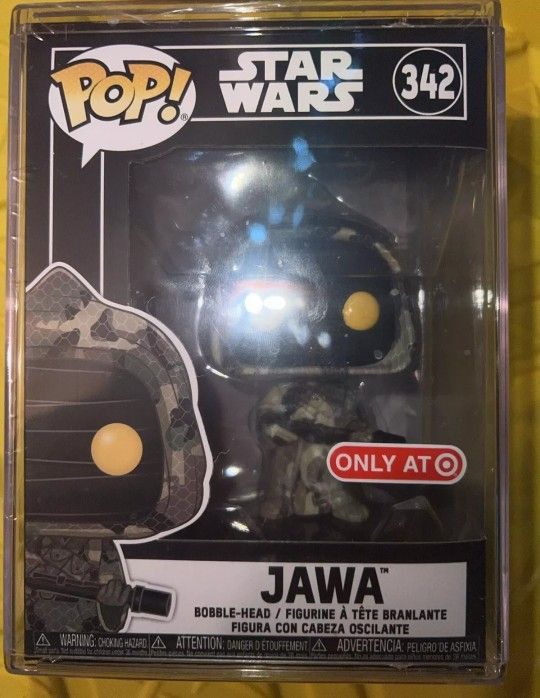 POP!
STAR
WARS
342
ONLY AT
JAWA™
BOBBLE-HEAD / FIGURINE À TÊTE BRANLANTE
FIGURA CON CABEZA OSCILANTE
WARNING: CHOKING HAZARD. ATTENTION: DANGER D'ÉTOUFFEMENT. ADVERTENCIA: PELIGRO DE ASFIXIA.